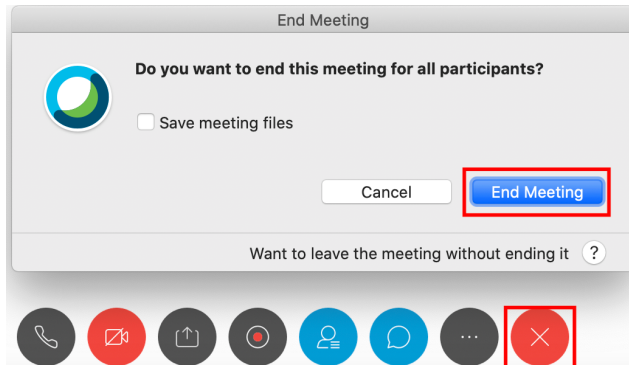 End Meeting
Do you want to end this meeting for all participants?
Save meeting files
Cancel
End Meeting
Want to leave the meeting without ending it ?